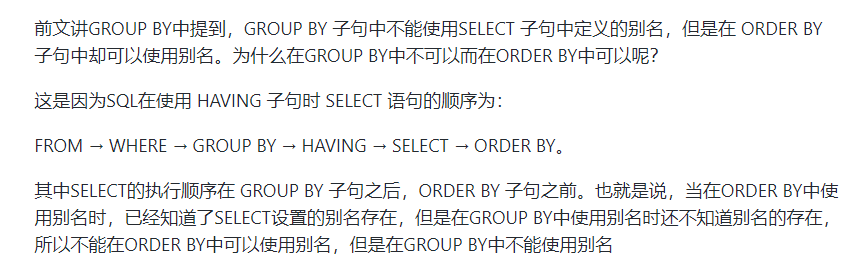 前文讲GROUP BY中提到，GROUP BY 子句中不能使用SELECT 子句中定义的别名，但是在 ORDER BY
子句中却可以使用别名。为什么在GROUP BY中不可以而在ORDER BY中可以呢？
这是因为SQL在使用 HAVING 子句时 SELECT 语句的顺序为：
FROM → WHERE → GROUP BY → HAVING → SELECT → ORDER BY。
其中SELECT的执行顺序在 GROUP BY 子句之后，ORDER BY 子句之前。也就是说，当在ORDER BY中使
用别名时，已经知道了SELECT设置的别名存在，但是在GROUP BY中使用别名时还不知道别名的存在，
所以不能在ORDER BY中可以使用别名，但是在GROUP BY中不能使用别名